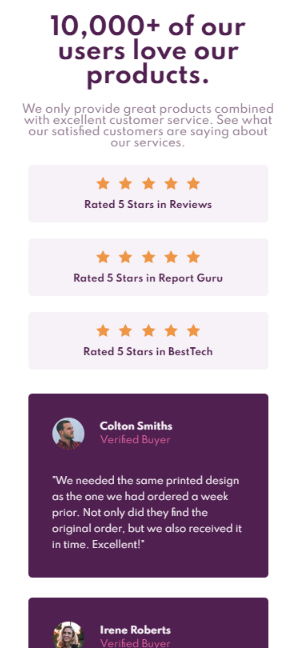 10,000+ of our
users love our
products.
We only provide great products combined
with excellent customer service. See what
our satisfied customers are saying about
our services.
Rated 5 Stars in Reviews
Rated 5 Stars in Report Guru
Rated 5 Stars in BestTech
Colton Smiths
Verified Buyer
"We needed the same printed design
as the one we had ordered a week
prior. Not only did they find the
original order, but we also received it
in time. Excellent!"
Irene Roberts
Verified Buyer